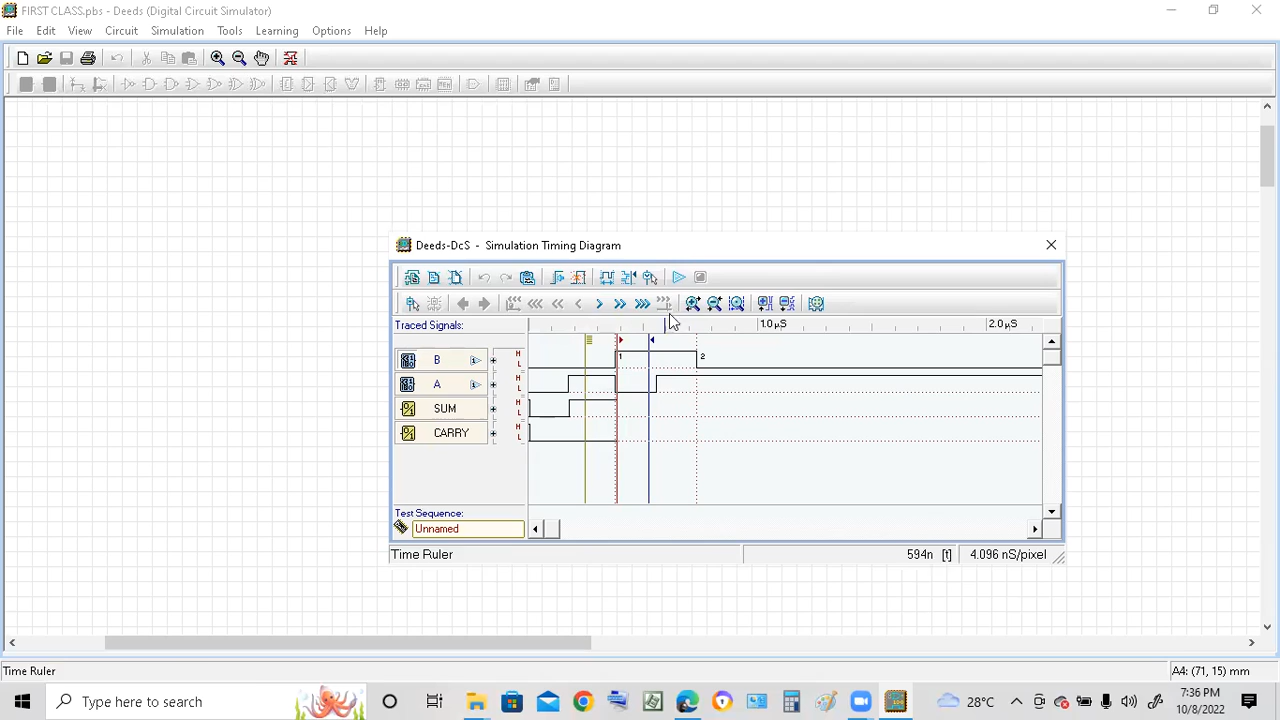 FIRST CLASS.pbs - Deeds (Digital Circuit Simulator)
File Edit View Circuit Simulation Tools Learning Options Help
Deeds-DcS - Simulation Timing Diagram
Traced Signals:
1.0µS 2.0µS
B H L 1 2
A H L
SUM H L
CARRY H L
Test Sequence:
Unnamed
Time Ruler 594n [t] 4.096 nS/pixel
Time Ruler A4: (71, 15) mm
Type here to search
28°C
7:36 PM
10/8/2022